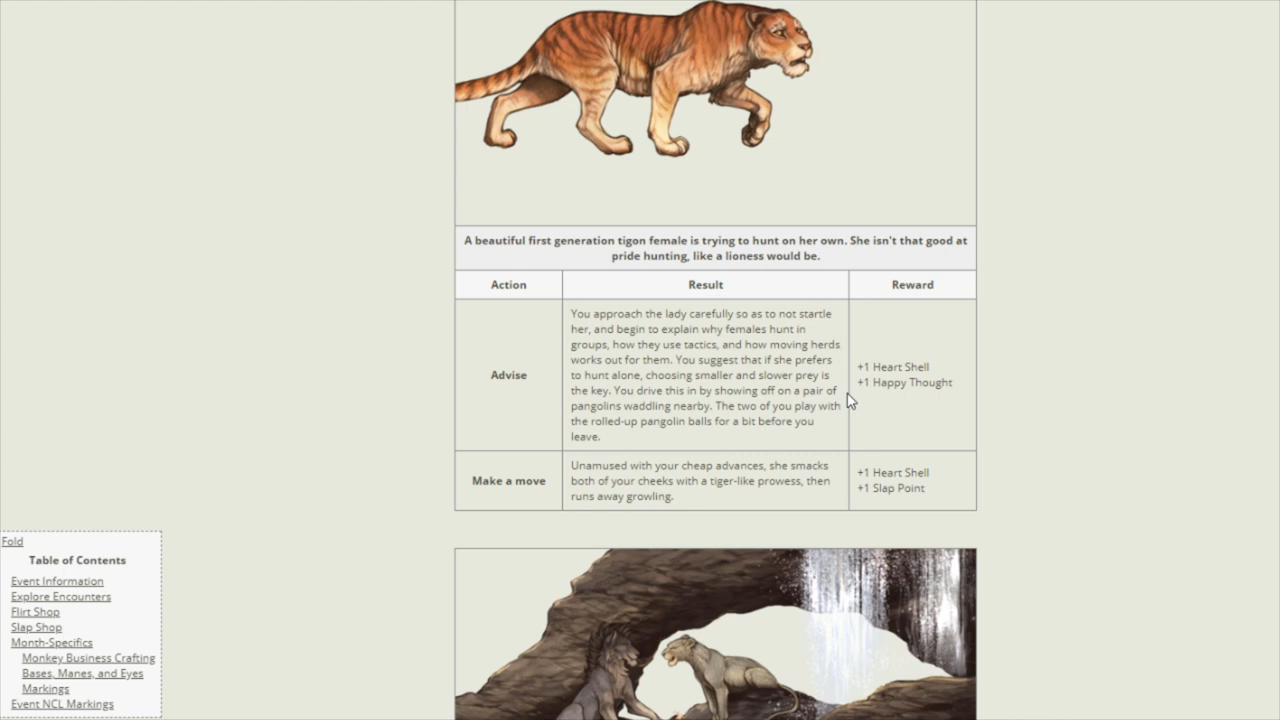 A beautiful first generation tigon female is trying to hunt on her own. She isn't that good at
pride hunting, like a lioness would be.
Action
Result
Reward
Advise
You approach the lady carefully so as to not startle
her, and begin to explain why females hunt in
groups, how they use tactics, and how moving herds
works out for them. You suggest that if she prefers
to hunt alone, choosing smaller and slower prey is
the key. You drive this in by showing off on a pair of
pangolins waddling nearby. The two of you play with
the rolled-up pangolin balls for a bit before you
leave.
+1 Heart Shell
+1 Happy Thought
Make a move
Unamused with your cheap advances, she smacks
both of your cheeks with a tiger-like prowess, then
runs away growling.
+1 Heart Shell
+1 Slap Point
Fold
Table of Contents
Event Information
Explore Encounters
Flirt Shop
Slap Shop
Month-Specifics
Monkey Business Crafting
Bases, Manes, and Eyes
Markings
Event NCL Markings